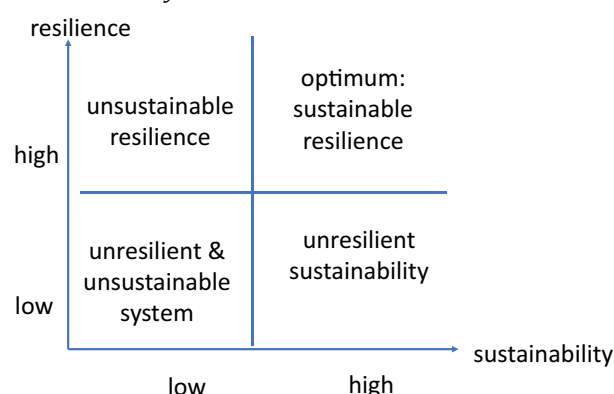 resilience
unsustainable
resilience
optimum:
sustainable
resilience
high
unresilient &
unsustainable
system
unresilient
sustainability
low
sustainability
low
high